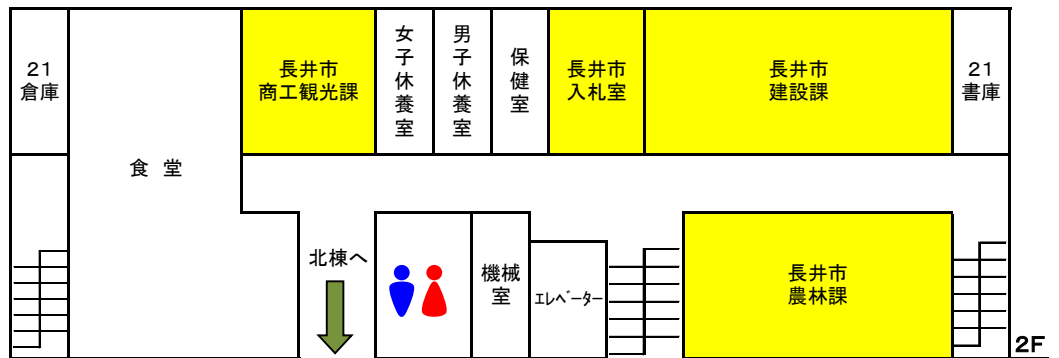 21
倉庫
食 堂
長井市
商工観光課
女子休養室
男子休養室
保健室
長井市
入札室
長井市
建設課
21
書庫
北棟へ
機械
室
エレベーター
長井市
農林課
2F